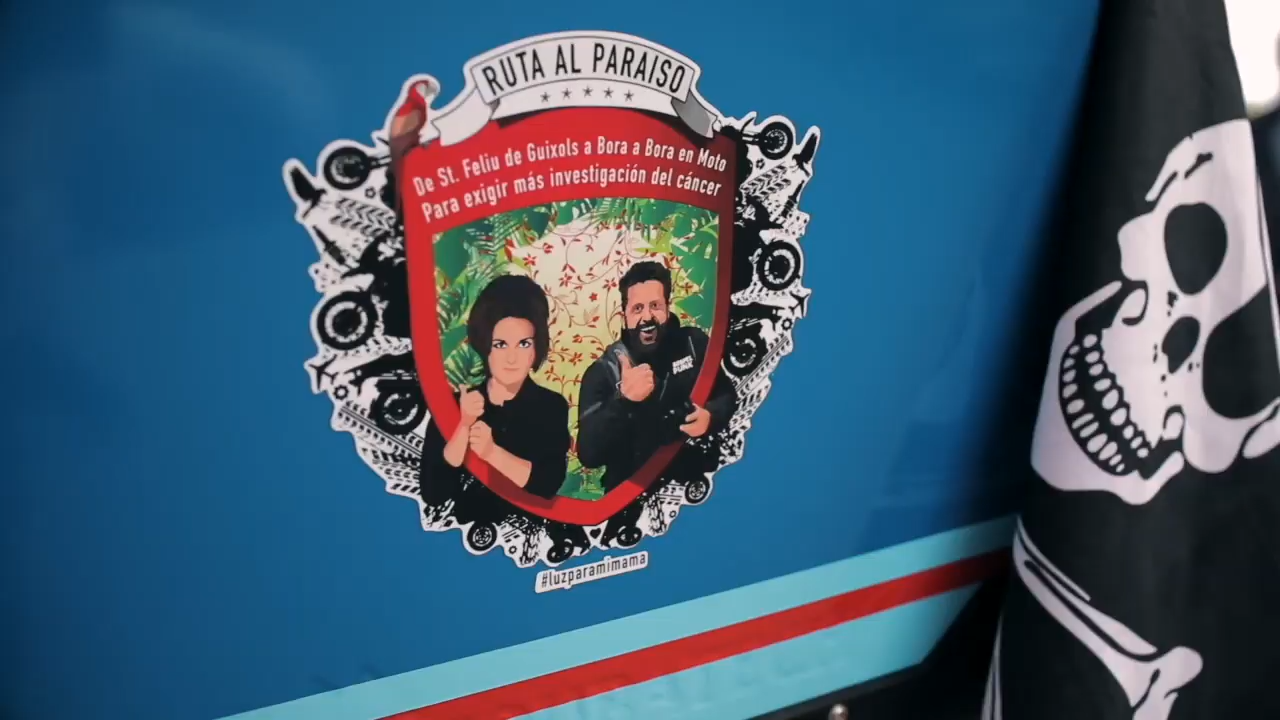 RUTA AL PARAISO
De St. Feliu de Guixols a Bora a Bora en Moto
Para exigir más investigación del cáncer
#luzparamimama